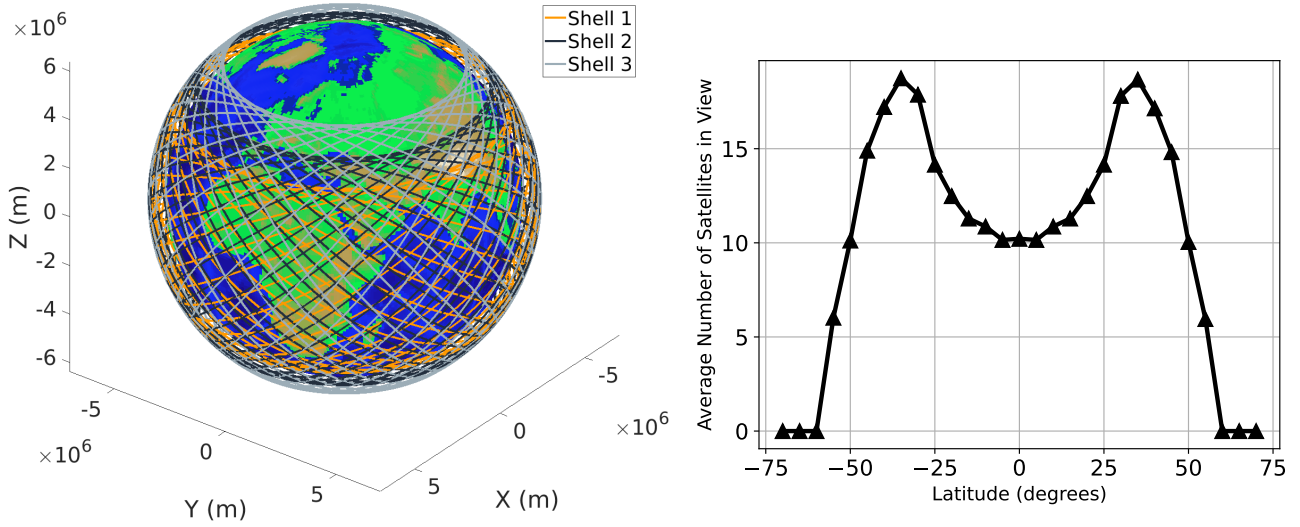 ×10⁶
6
4
2
0
-2
-4
-6
Z (m)
Shell 1
Shell 2
Shell 3
-5
0
5
×10⁶
Y (m)
-5
0
5
×10⁶
X (m)
Average Number of Satellites in View
15
10
5
0
−75 −50 −25 0 25 50 75
Latitude (degrees)